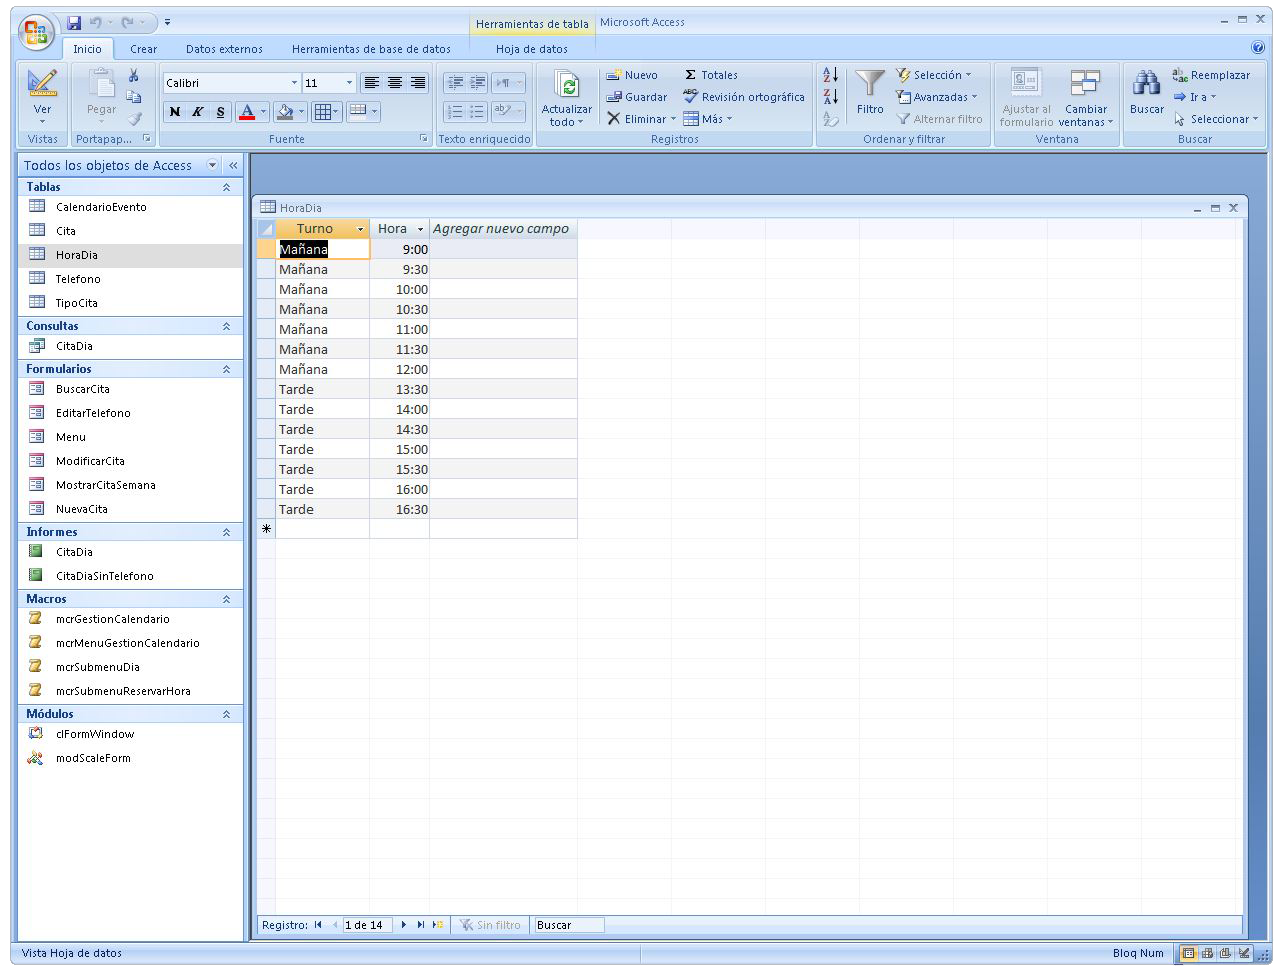 Herramientas de tabla
Microsoft Access
Inicio
Crear
Datos externos
Herramientas de base de datos
Hoja de datos
Ver
Vistas
Pegar
Portapap...
Calibri
11
N K S
A
Fuente
Texto enriquecido
Actualizar
todo
Nuevo
Guardar
Eliminar
Σ Totales
Revisión ortográfica
Más
Registros
Filtro
Selección
Avanzadas
Alternar filtro
Ordenar y filtrar
Ajustar al
formulario
Cambiar
ventanas
Ventana
Buscar
Reemplazar
Ir a
Seleccionar
Buscar
Todos los objetos de Access
Tablas
CalendarioEvento
Cita
HoraDia
Telefono
TipoCita
Consultas
CitaDia
Formularios
BuscarCita
EditarTelefono
Menu
ModificarCita
MostrarCitaSemana
NuevaCita
Informes
CitaDia
CitaDiaSinTelefono
Macros
mcrGestionCalendario
mcrMenuGestionCalendario
mcrSubmenuDia
mcrSubmenuReservarHora
Módulos
clFormWindow
modScaleForm
HoraDia
Turno Hora Agregar nuevo campo
Mañana 9:00
Mañana 9:30
Mañana 10:00
Mañana 10:30
Mañana 11:00
Mañana 11:30
Mañana 12:00
Tarde 13:30
Tarde 14:00
Tarde 14:30
Tarde 15:00
Tarde 15:30
Tarde 16:00
Tarde 16:30
Registro: 1 de 14 Sin filtro Buscar
Vista Hoja de datos
Bloq Num